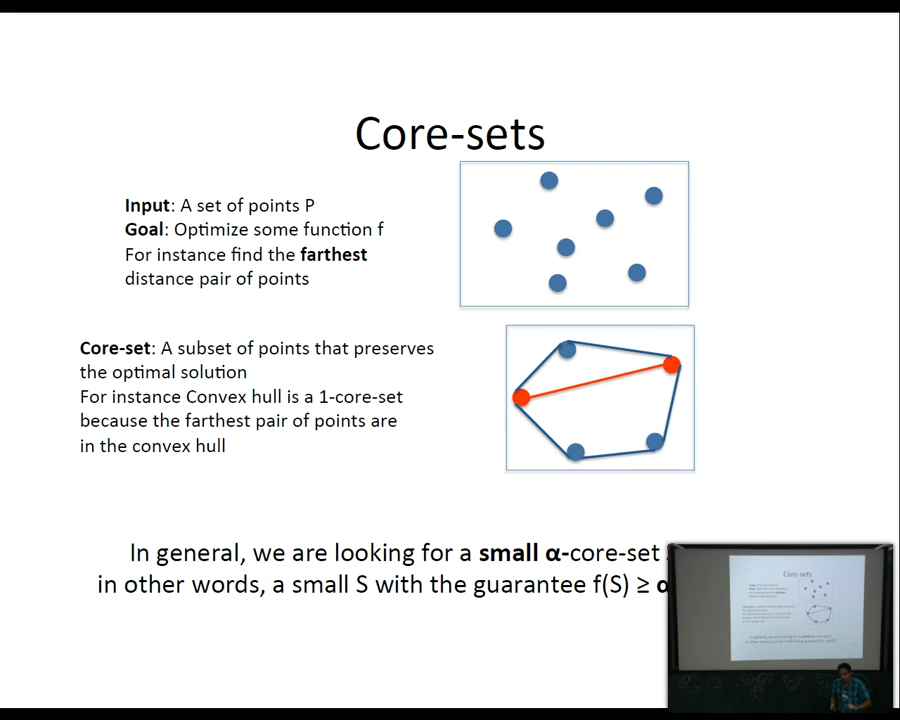 Core-sets
Input: A set of points P
Goal: Optimize some function f
For instance find the farthest
distance pair of points
Core-set: A subset of points that preserves
the optimal solution
For instance Convex hull is a 1-core-set
because the farthest pair of points are
in the convex hull
In general, we are looking for a small α-core-set
in other words, a small S with the guarantee f(S) ≥ α
Core-sets